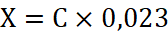 X = C × 0,023